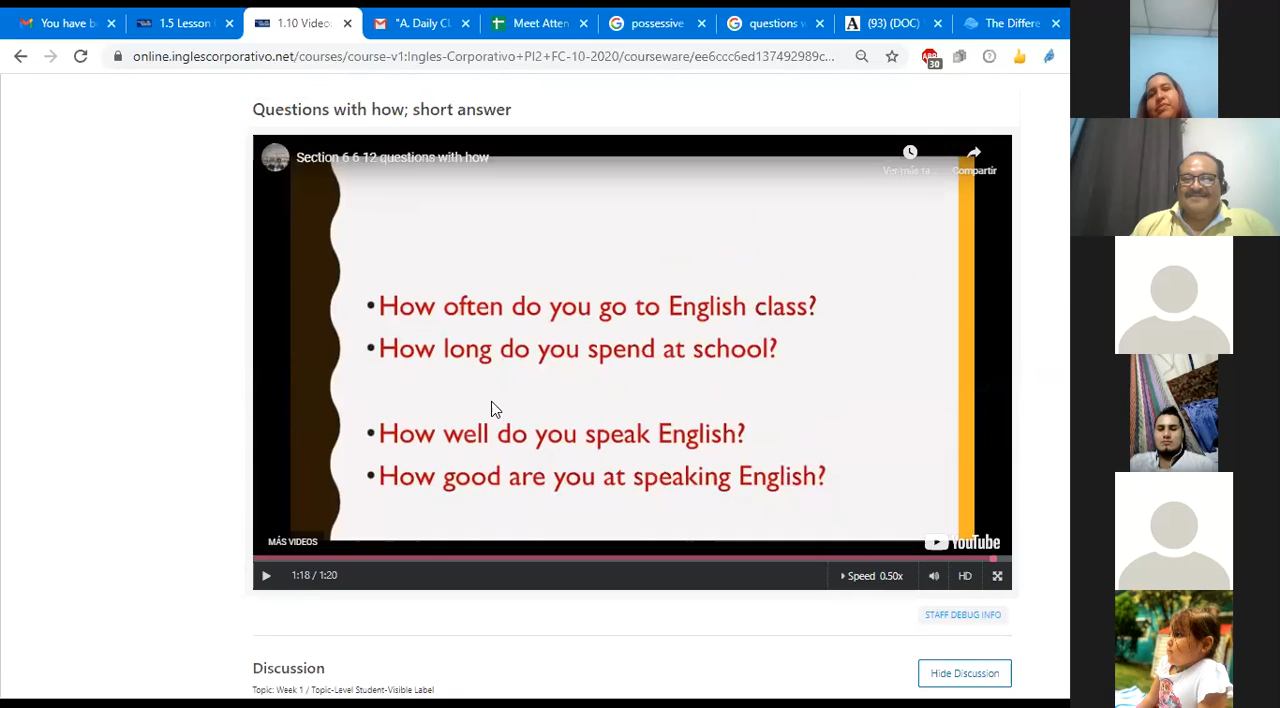 You have b
1.5 Lesson
1.10 Video
"A. Daily Cl
Meet Atten
possessive
questions w
(93) (DOC)
The Differe
online.inglescorporativo.net/courses/course-v1:Ingles-Corporativo+PI2+FC-10-2020/courseware/ee6ccc6ed137492989c...
ABP
30
Questions with how; short answer
Section 6 6 12 questions with how
Ver más ta...
Compartir
•How often do you go to English class?
•How long do you spend at school?
•How well do you speak English?
•How good are you at speaking English?
MÁS VIDEOS
YouTube
1:18 / 1:20
Speed 0.50x
HD
STAFF DEBUG INFO
Discussion
Hide Discussion
Topic: Week 1 / Topic-Level Student-Visible Label